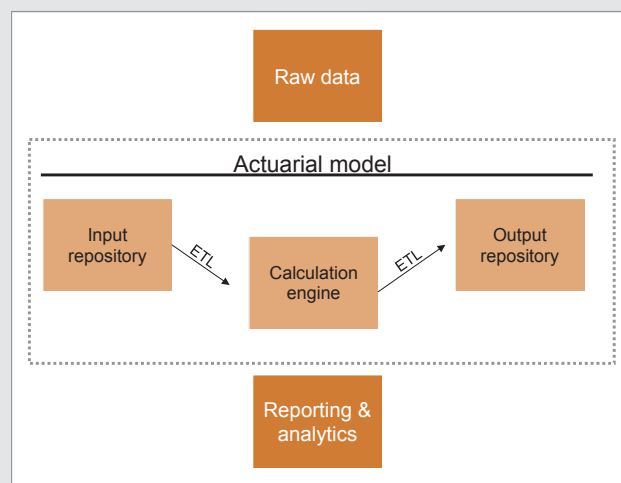 Raw data
Actuarial model
Input
repository
ETL
Calculation
engine
ETL
Output
repository
Reporting &
analytics